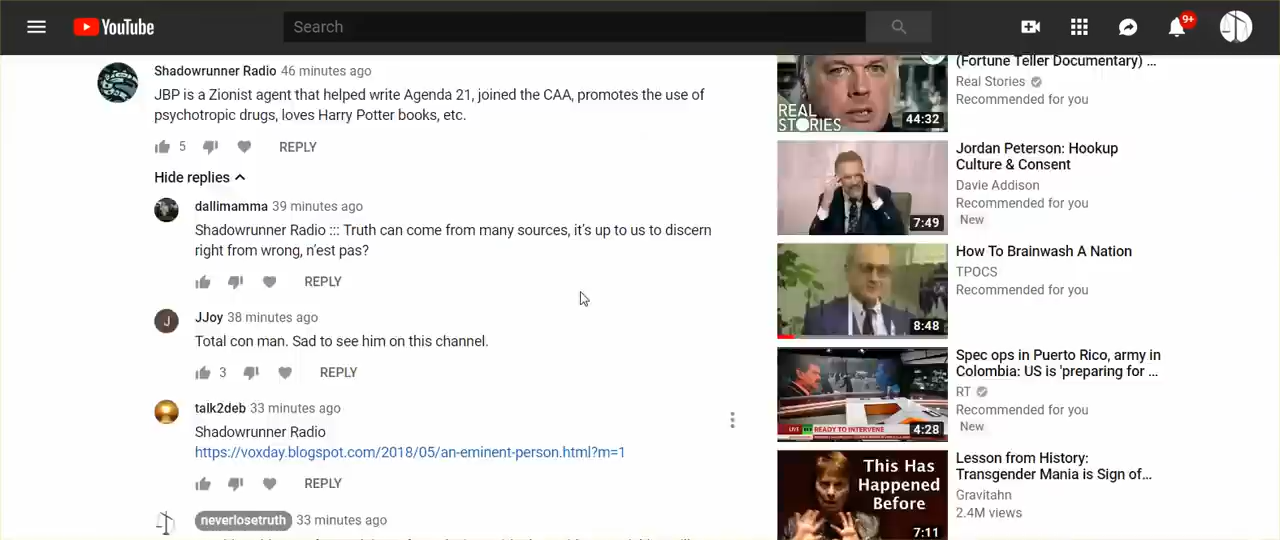 YouTube
Search
9+
Shadowrunner Radio 46 minutes ago
JBP is a Zionist agent that helped write Agenda 21, joined the CAA, promotes the use of
psychotropic drugs, loves Harry Potter books, etc.
5 REPLY
Hide replies
dallimamma 39 minutes ago
Shadowrunner Radio ::: Truth can come from many sources, it's up to us to discern
right from wrong, n'est pas?
REPLY
J
JJoy 38 minutes ago
Total con man. Sad to see him on this channel.
3 REPLY
talk2deb 33 minutes ago
Shadowrunner Radio
https://voxday.blogspot.com/2018/05/an-eminent-person.html?m=1
REPLY
neverlosetruth 33 minutes ago
REAL
STORIES
44:32
(Fortune Teller Documentary) ...
Real Stories
Recommended for you
7:49
Jordan Peterson: Hookup
Culture & Consent
Davie Addison
Recommended for you
New
8:48
How To Brainwash A Nation
TPOCS
Recommended for you
LIVE
READY TO INTERVENE
4:28
Spec ops in Puerto Rico, army in
Colombia: US is 'preparing for ...
RT
Recommended for you
New
This Has
Happened
Before
7:11
Lesson from History:
Transgender Mania is Sign of...
Gravitahn
2.4M views